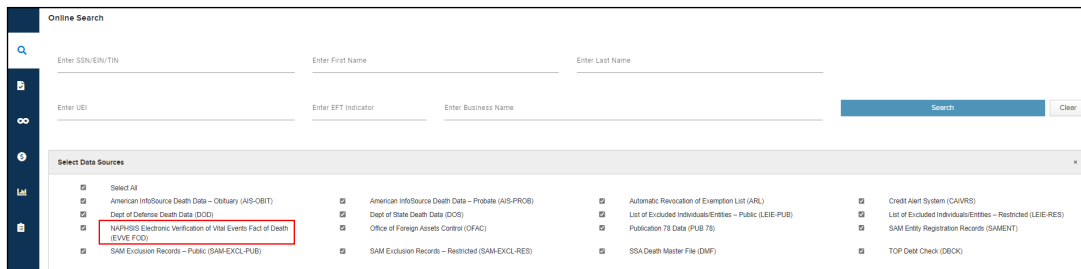 Online Search
Enter SSN/EIN/TIN
Enter First Name
Enter Last Name
Enter UEI
Enter EFT Indicator
Enter Business Name
Search
Clear
Select Data Sources
×
Select All
American InfoSource Death Data – Obituary (AIS-OBIT)
American InfoSource Death Data – Probate (AIS-PROB)
Automatic Revocation of Exemption List (ARL)
Credit Alert System (CAIVRS)
Dept of Defense Death Data (DOD)
Dept of State Death Data (DOS)
List of Excluded Individuals/Entities – Public (LEIE-PUB)
List of Excluded Individuals/Entities – Restricted (LEIE-RES)
NAPHSIS Electronic Verification of Vital Events Fact of Death
(EVVE FOD)
Office of Foreign Assets Control (OFAC)
Publication 78 Data (PUB 78)
SAM Entity Registration Records (SAMENT)
SAM Exclusion Records – Public (SAM-EXCL-PUB)
SAM Exclusion Records – Restricted (SAM-EXCL-RES)
SSA Death Master File (DMF)
TOP Debt Check (DBCK)